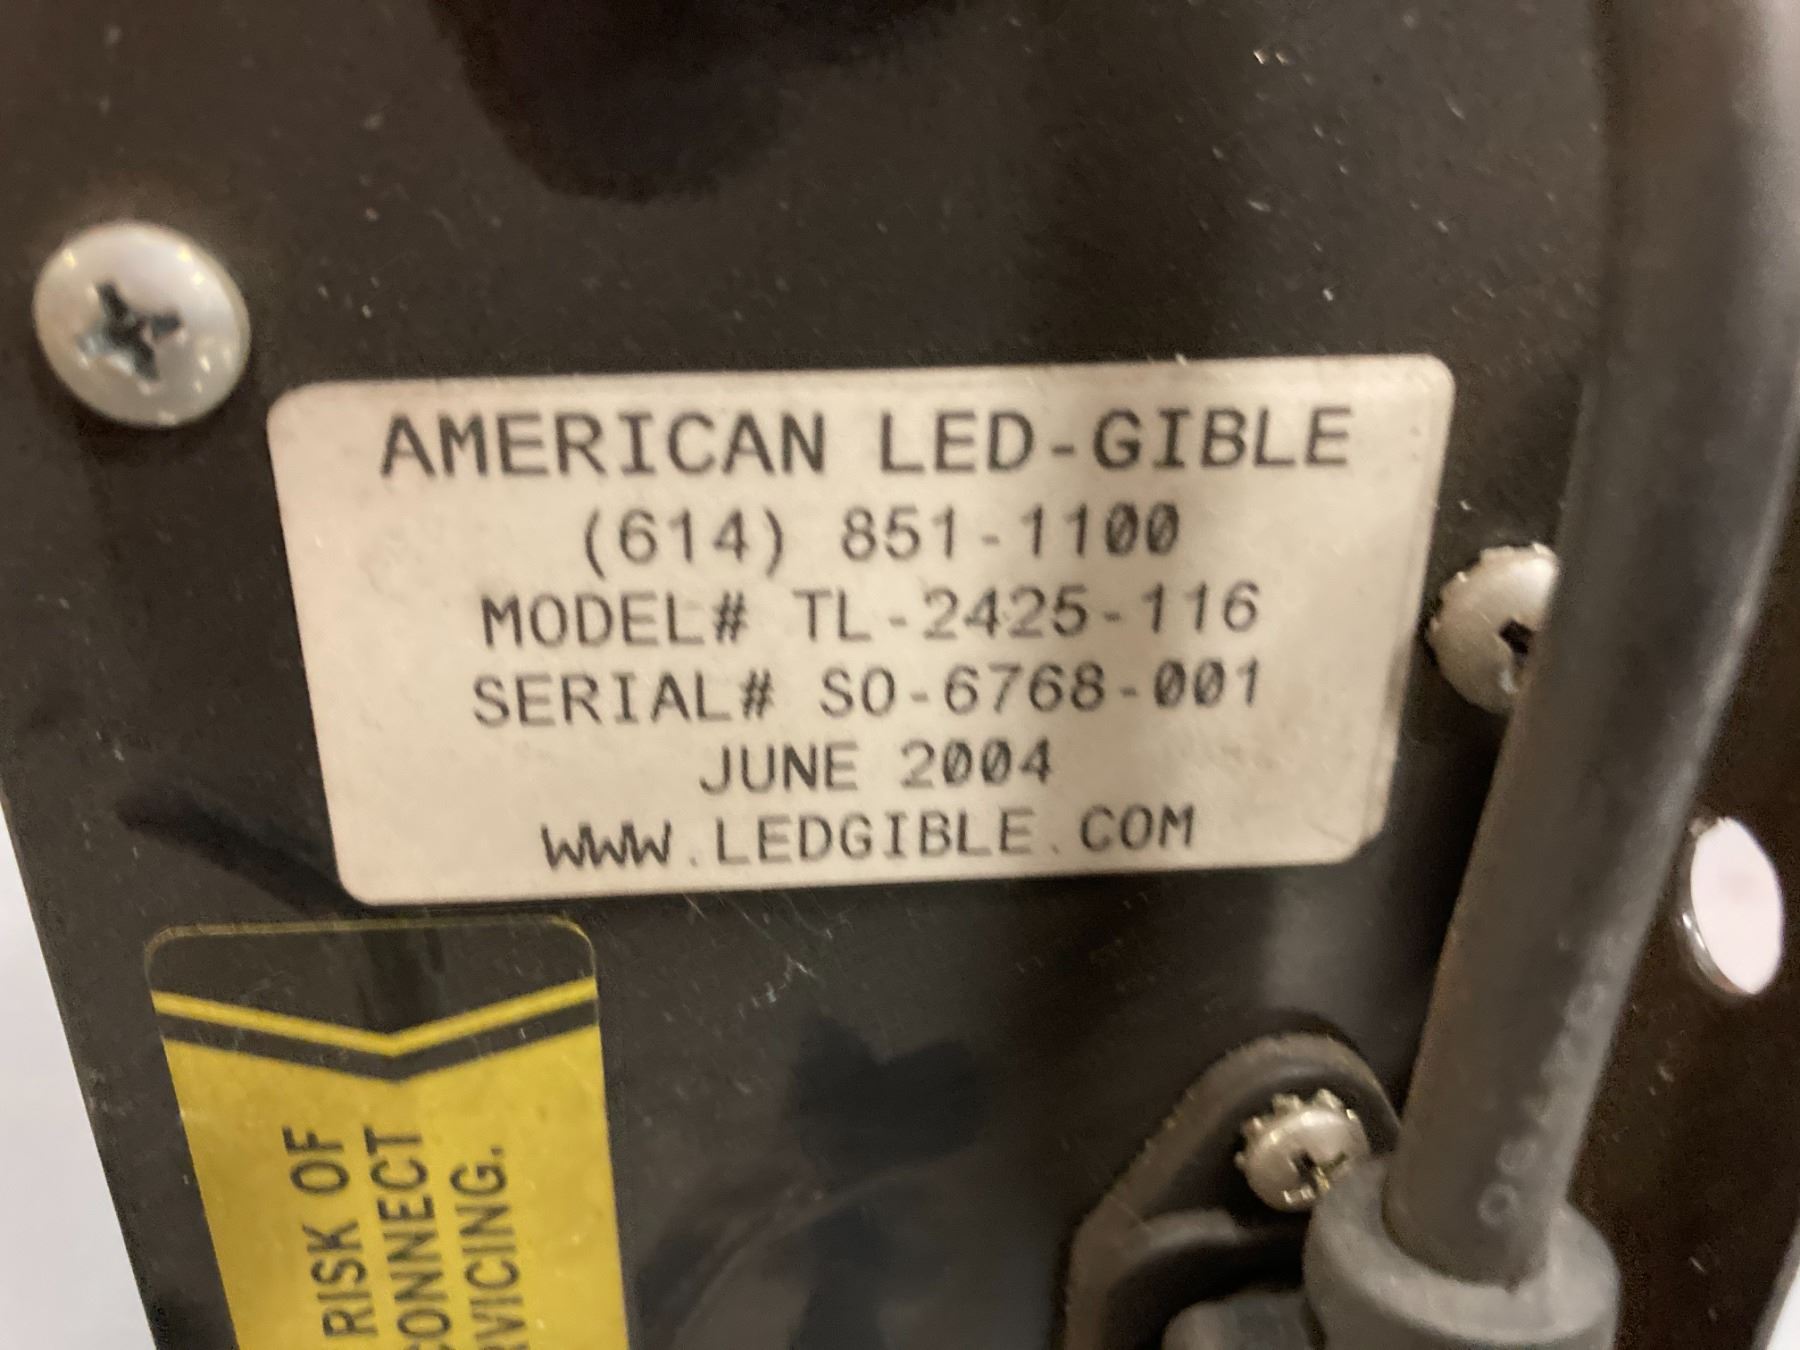 AMERICAN LED-GIBLE
(614) 851-1100
MODEL# TL-2425-116
SERIAL# SO-6768-001
JUNE 2004
WWW.LEDGIBLE.COM
RISK OF
CONNECT
RVICING.